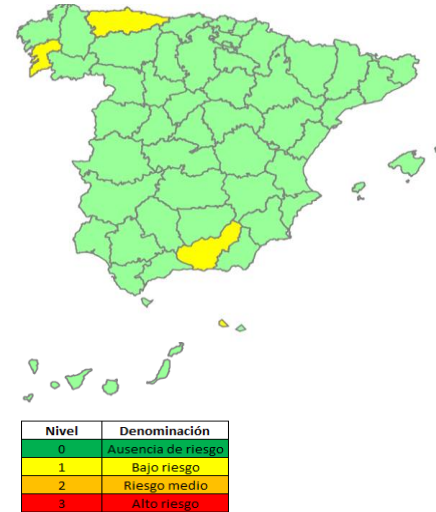 Nivel Denominación
0 Ausencia de riesgo
1 Bajo riesgo
2 Riesgo medio
3 Alto riesgo